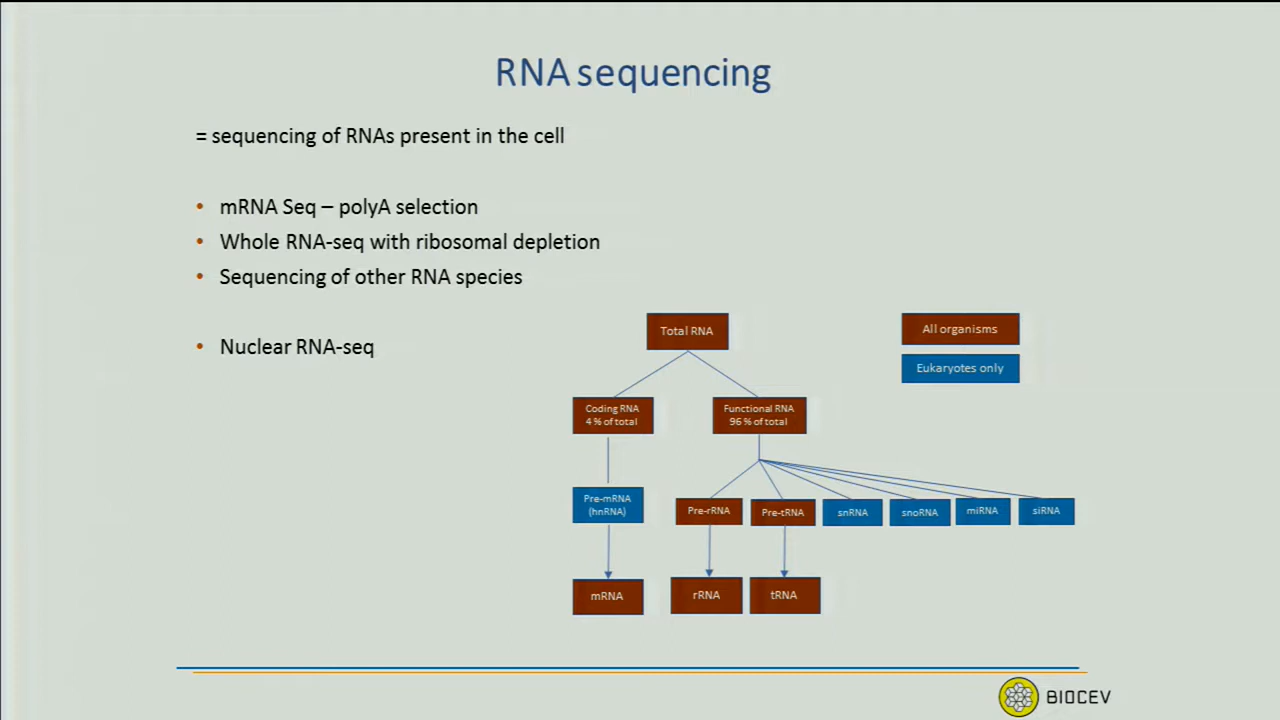 RNA sequencing
= sequencing of RNAs present in the cell
• mRNA Seq – polyA selection
• Whole RNA-seq with ribosomal depletion
• Sequencing of other RNA species
• Nuclear RNA-seq
Total RNA
All organisms
Eukaryotes only
Coding RNA
4 % of total
Functional RNA
96 % of total
Pre-mRNA
(hnRNA)
Pre-rRNA
Pre-tRNA
snRNA
snoRNA
miRNA
siRNA
mRNA
rRNA
tRNA
BIOCEV